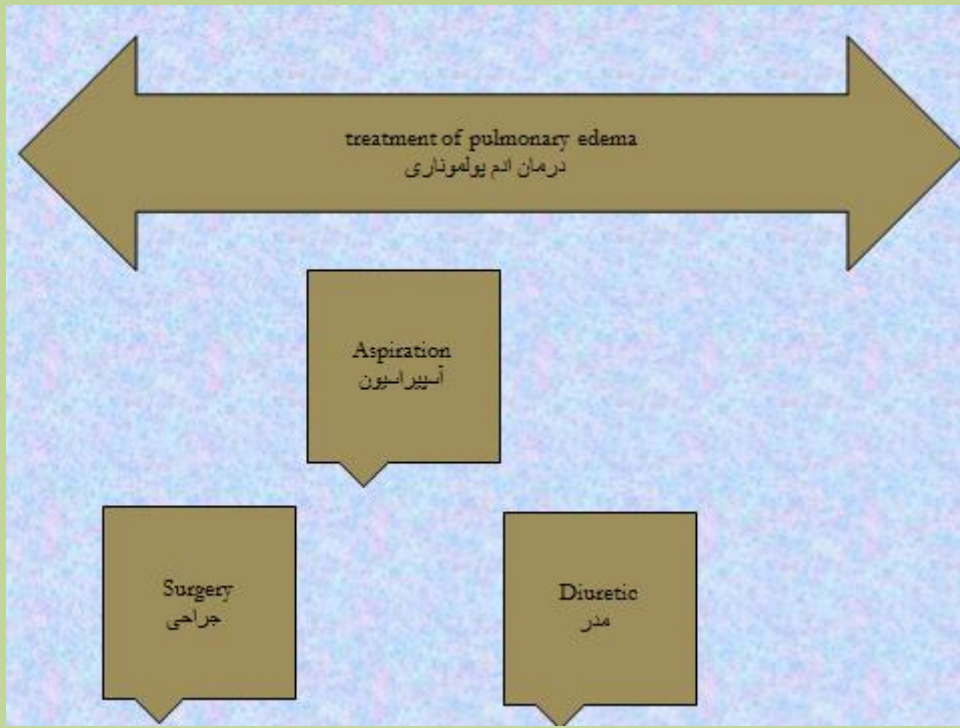 treatment of pulmonary edema
درمان ادم پولموناری
Aspiration
آسپیراسیون
Surgery
جراحی
Diuretic
مدر